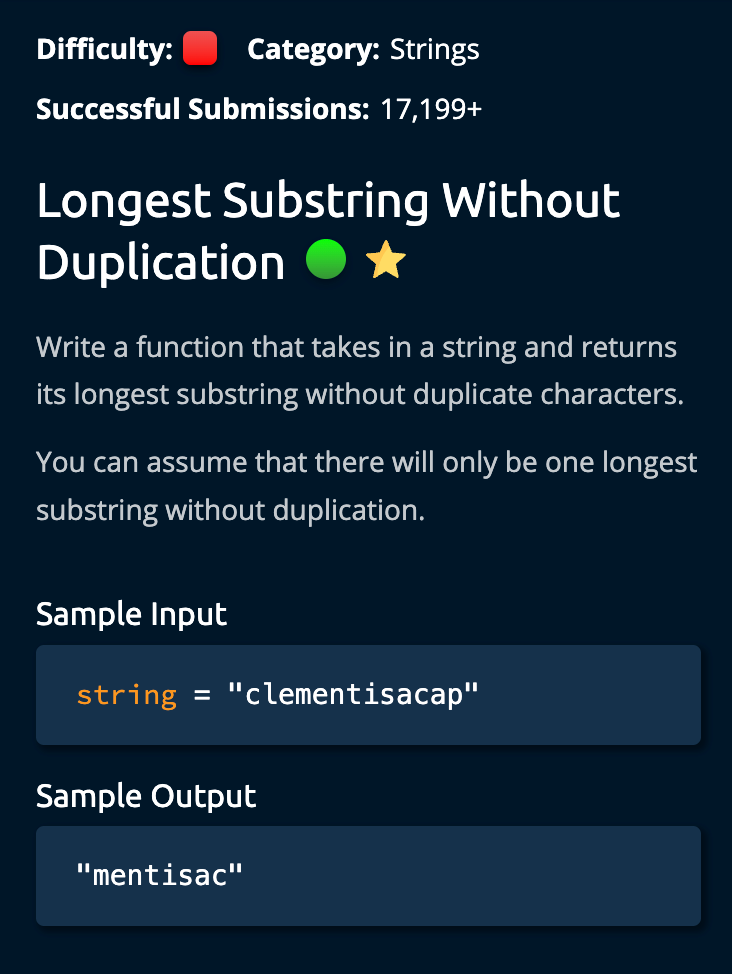 Difficulty: Category: Strings
Successful Submissions: 17,199+
Longest Substring Without
Duplication
Write a function that takes in a string and returns
its longest substring without duplicate characters.
You can assume that there will only be one longest
substring without duplication.
Sample Input
string = "clementisacap"
Sample Output
"mentisac"